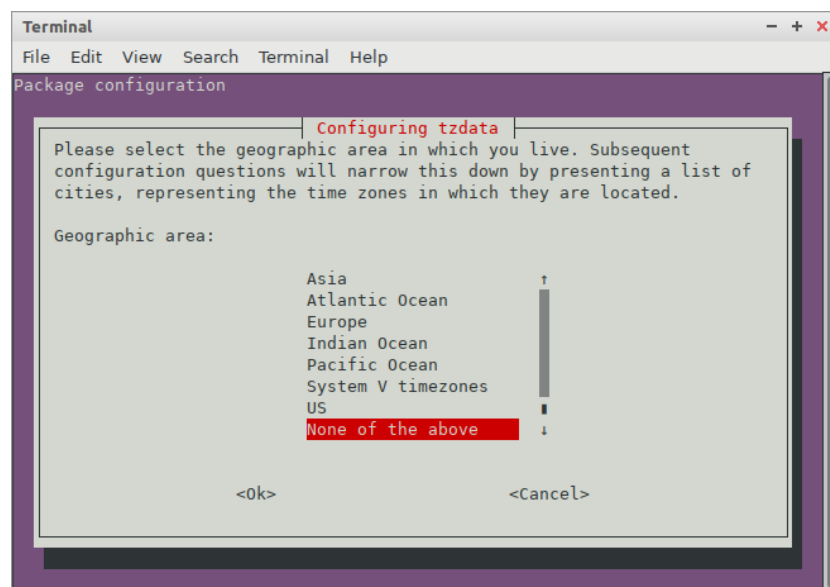 Terminal
File Edit View Search Terminal Help
Package configuration
Configuring tzdata
Please select the geographic area in which you live. Subsequent
configuration questions will narrow this down by presenting a list of
cities, representing the time zones in which they are located.
Geographic area:
Asia
Atlantic Ocean
Europe
Indian Ocean
Pacific Ocean
System V timezones
US
None of the above
<Ok> <Cancel>